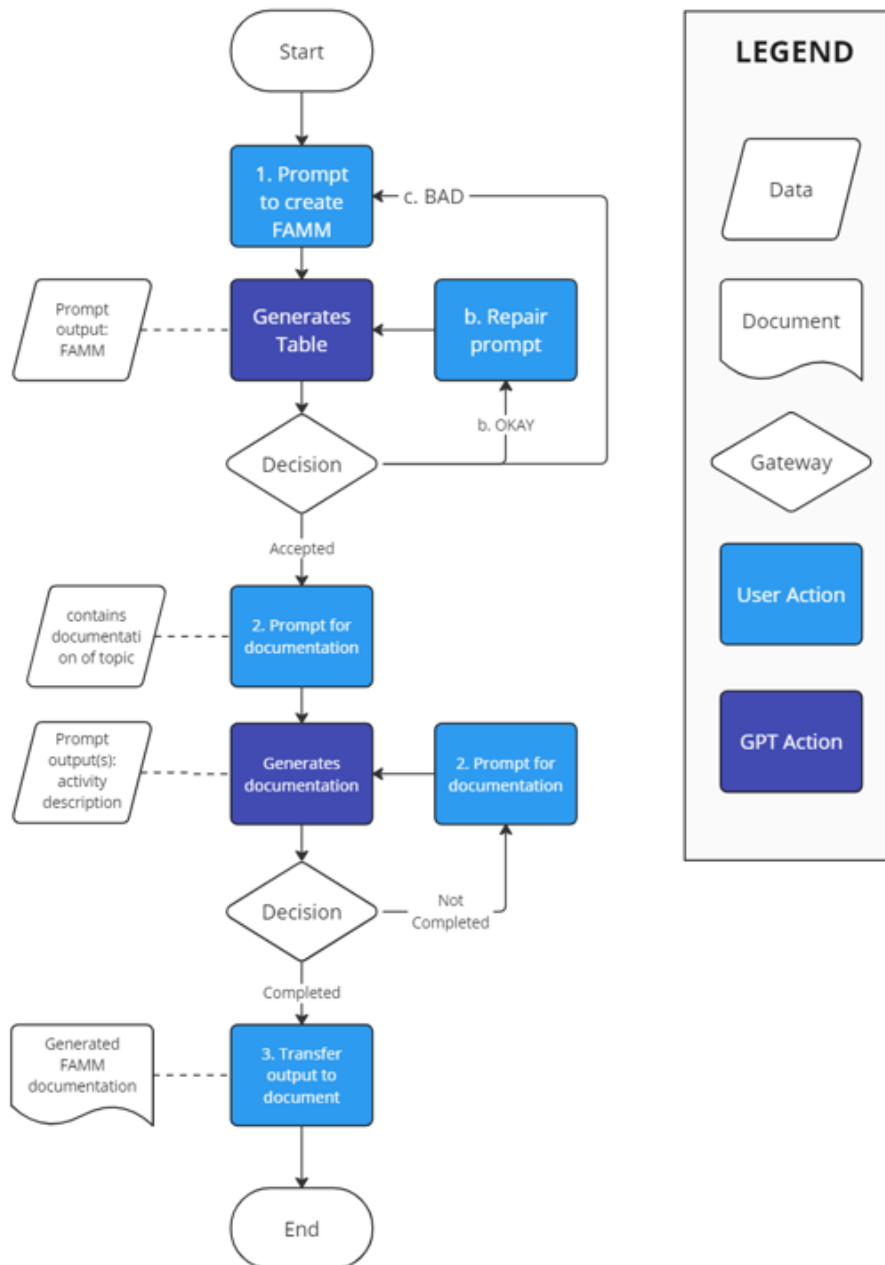 Start
LEGEND
1. Prompt
to create
FAMM
c. BAD
Data
Prompt
output:
FAMM
Generates
Table
b. Repair
prompt
Document
b. OKAY
Decision
Gateway
Accepted
User Action
contains
documentati
on of topic
2. Prompt for
documentation
GPT Action
Prompt
output(s):
activity
description
Generates
documentation
2. Prompt for
documentation
Decision
Not
Completed
Completed
Generated
FAMM
documentation
3. Transfer
output to
document
End